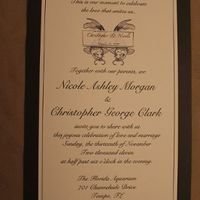 This is our moment to celebrate
the love that unites us...
Christopher & Nicole
Together with our parents, we
Nicole Ashley Morgan
&
Christopher George Clark
invite you to share with us
this joyous celebration of love and marriage
Sunday, the thirteenth of November
Two thousand eleven
at half past six o'clock in the evening.
The Florida Aquarium
701 Channelside Drive
Tampa, FL